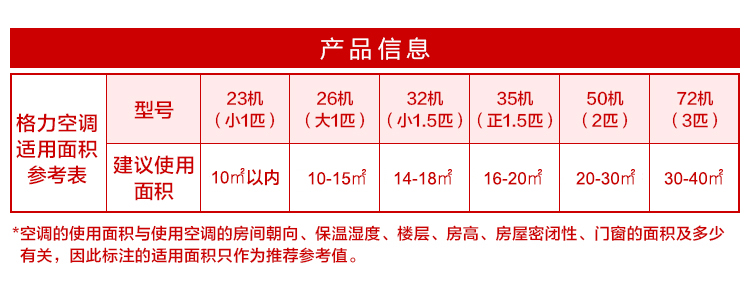 产品信息
格力空调
适用面积
参考表
型号
23机
（小1匹）
26机
（大1匹）
32机
（小1.5匹）
35机
（正1.5匹）
50机
（2匹）
72机
（3匹）
建议使用
面积
10㎡以内
10-15㎡
14-18㎡
16-20㎡
20-30㎡
30-40㎡
*空调的使用面积与使用空调的房间朝向、保温湿度、楼层、房高、房屋密闭性、门窗的面积及多少
有关，因此标注的适用面积只作为推荐参考值。